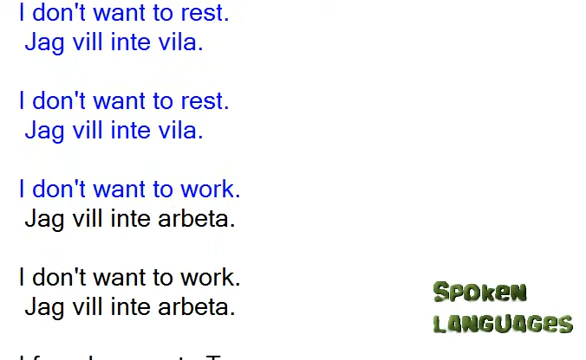 I don't want to rest.
Jag vill inte vila.
I don't want to rest.
Jag vill inte vila.
I don't want to work.
Jag vill inte arbeta.
I don't want to work.
Jag vill inte arbeta.
Spoken
Languages